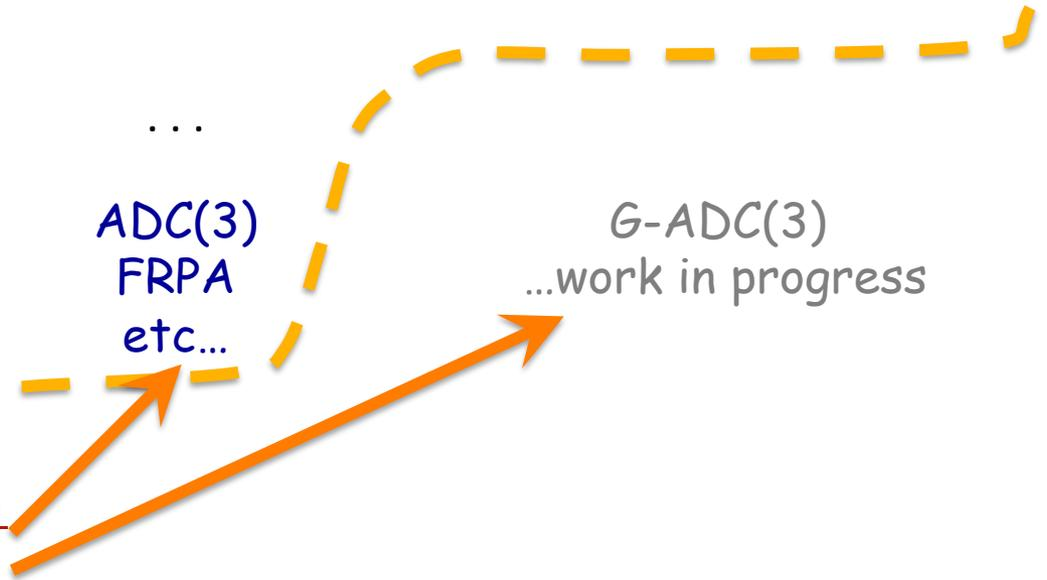 ...
ADC(3)
FRPA
etc...
G-ADC(3)
...work in progress